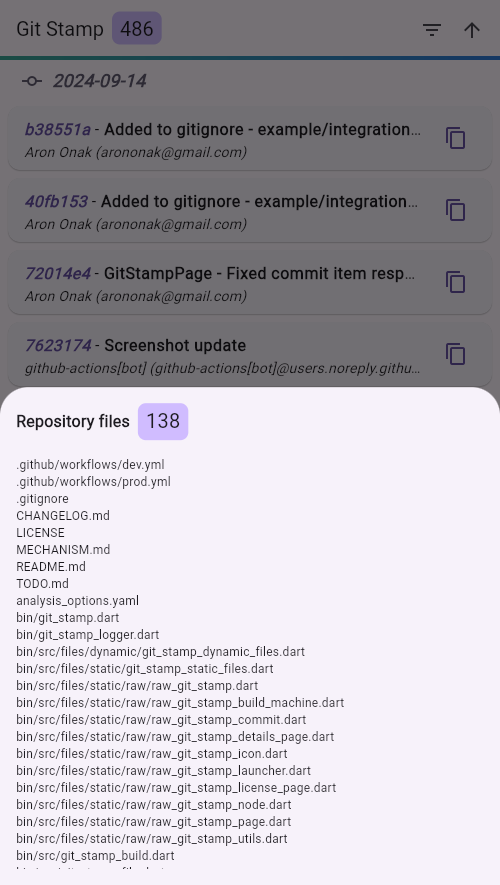 Git Stamp 486
2024-09-14
b38551a - Added to gitignore - example/integration…
Aron Onak (arononak@gmail.com)
40fb153 - Added to gitignore - example/integration…
Aron Onak (arononak@gmail.com)
72014e4 - GitStampPage - Fixed commit item resp…
Aron Onak (arononak@gmail.com)
7623174 - Screenshot update
github-actions[bot] (github-actions[bot]@users.noreply.githu…
Repository files 138
.github/workflows/dev.yml
.github/workflows/prod.yml
.gitignore
CHANGELOG.md
LICENSE
MECHANISM.md
README.md
TODO.md
analysis_options.yaml
bin/git_stamp.dart
bin/git_stamp_logger.dart
bin/src/files/dynamic/git_stamp_dynamic_files.dart
bin/src/files/static/git_stamp_static_files.dart
bin/src/files/static/raw/raw_git_stamp.dart
bin/src/files/static/raw/raw_git_stamp_build_machine.dart
bin/src/files/static/raw/raw_git_stamp_commit.dart
bin/src/files/static/raw/raw_git_stamp_details_page.dart
bin/src/files/static/raw/raw_git_stamp_icon.dart
bin/src/files/static/raw/raw_git_stamp_launcher.dart
bin/src/files/static/raw/raw_git_stamp_license_page.dart
bin/src/files/static/raw/raw_git_stamp_node.dart
bin/src/files/static/raw/raw_git_stamp_page.dart
bin/src/files/static/raw/raw_git_stamp_utils.dart
bin/src/git_stamp_build.dart